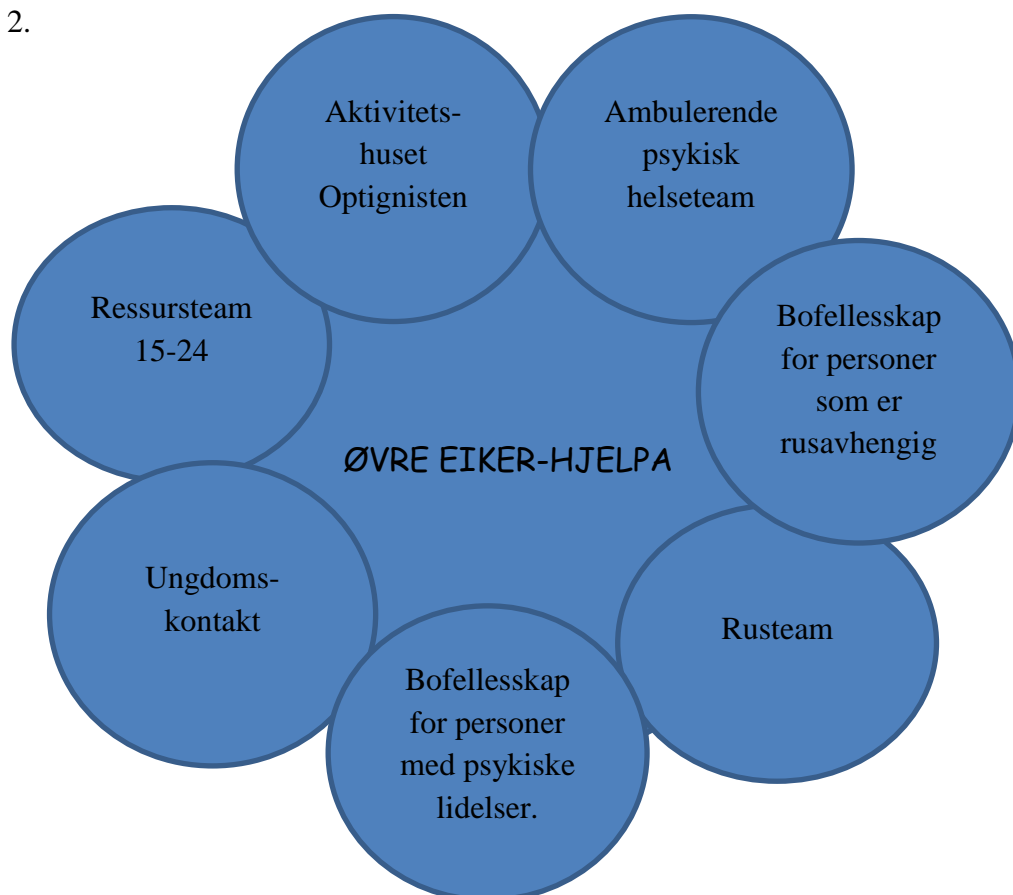 2.
Aktivitets-
huset
Optignisten
Ambulerende
psykisk
helseteam
Ressursteam
15-24
Bofellesskap
for personer
som er
rusavhengig
ØVRE EIKER-HJELPA
Ungdoms-
kontakt
Rusteam
Bofellesskap
for personer
med psykiske
lidelser.